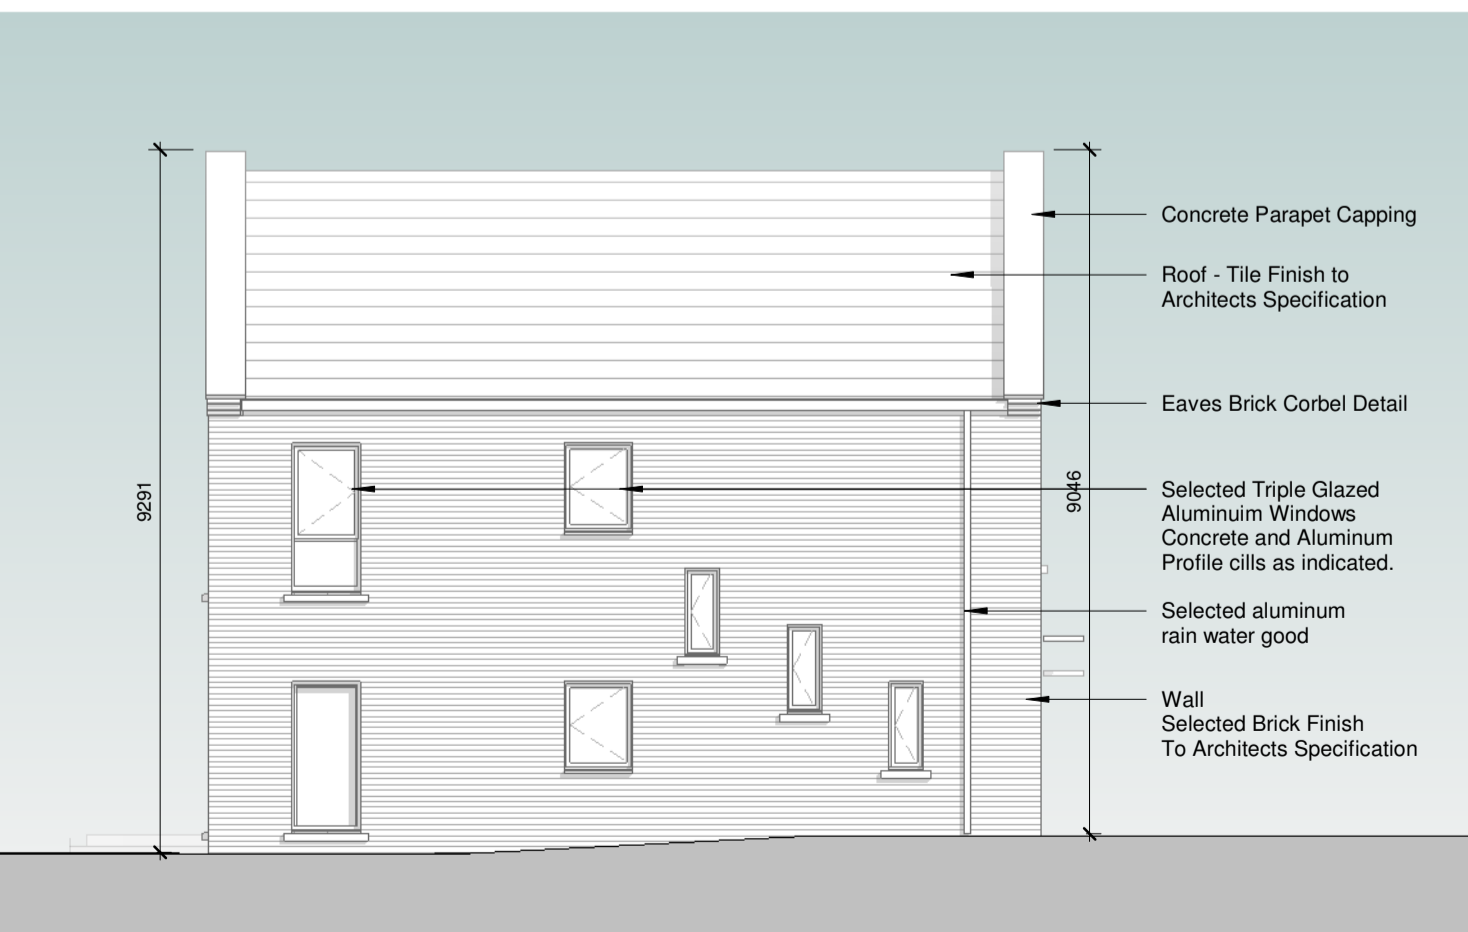 Concrete Parapet Capping
Roof - Tile Finish to
Architects Specification
Eaves Brick Corbel Detail
9291
9046
Selected Triple Glazed
Aluminuim Windows
Concrete and Aluminum
Profile cills as indicated.
Selected aluminum
rain water good
Wall
Selected Brick Finish
To Architects Specification